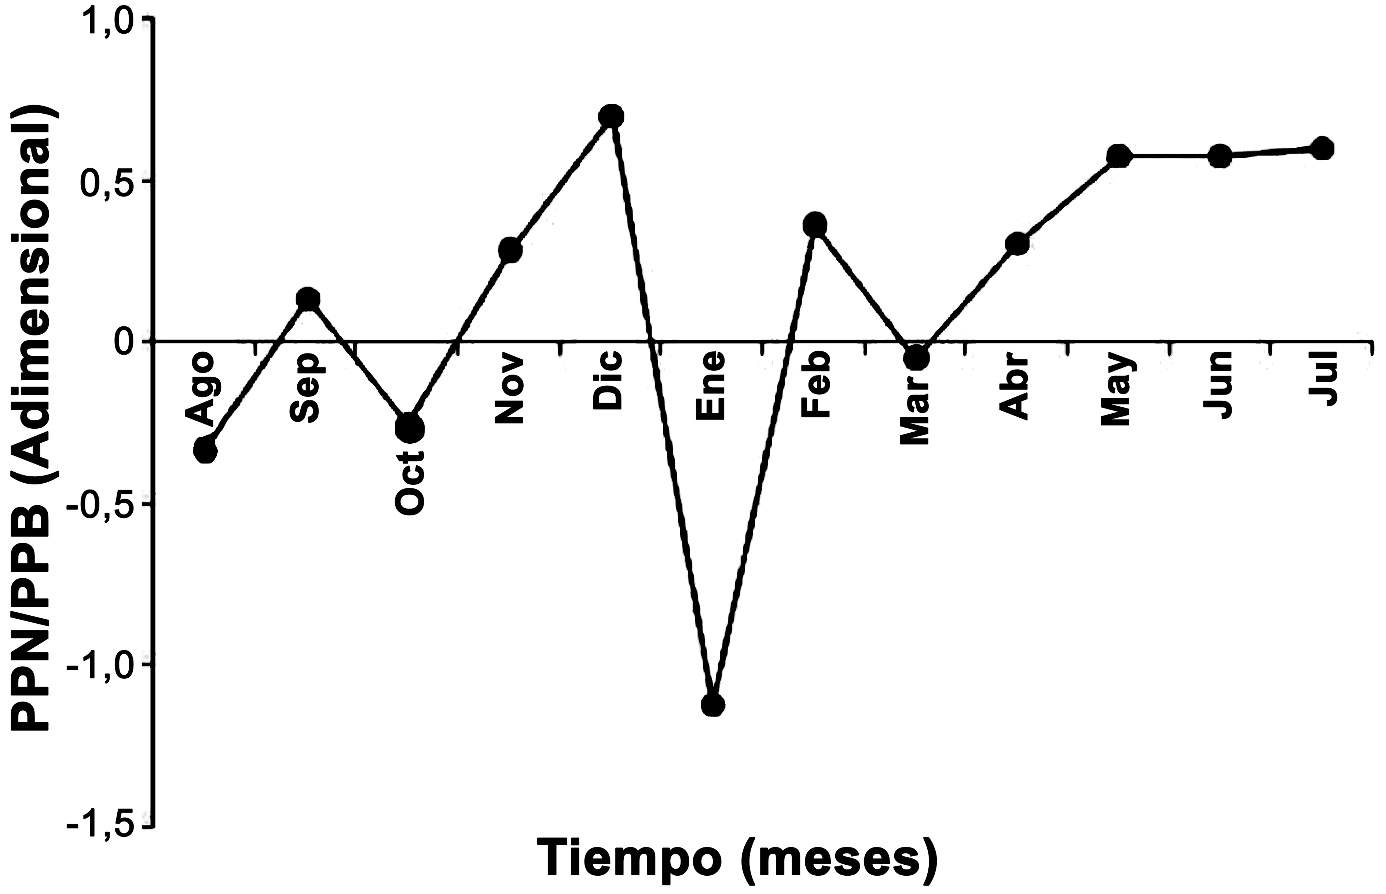 PPN/PPB (Adimensional)
1,0
0,5
0
-0,5
-1,0
-1,5
Ago
Sep
Oct
Nov
Dic
Ene
Feb
Mar
Abr
May
Jun
Jul
Tiempo (meses)